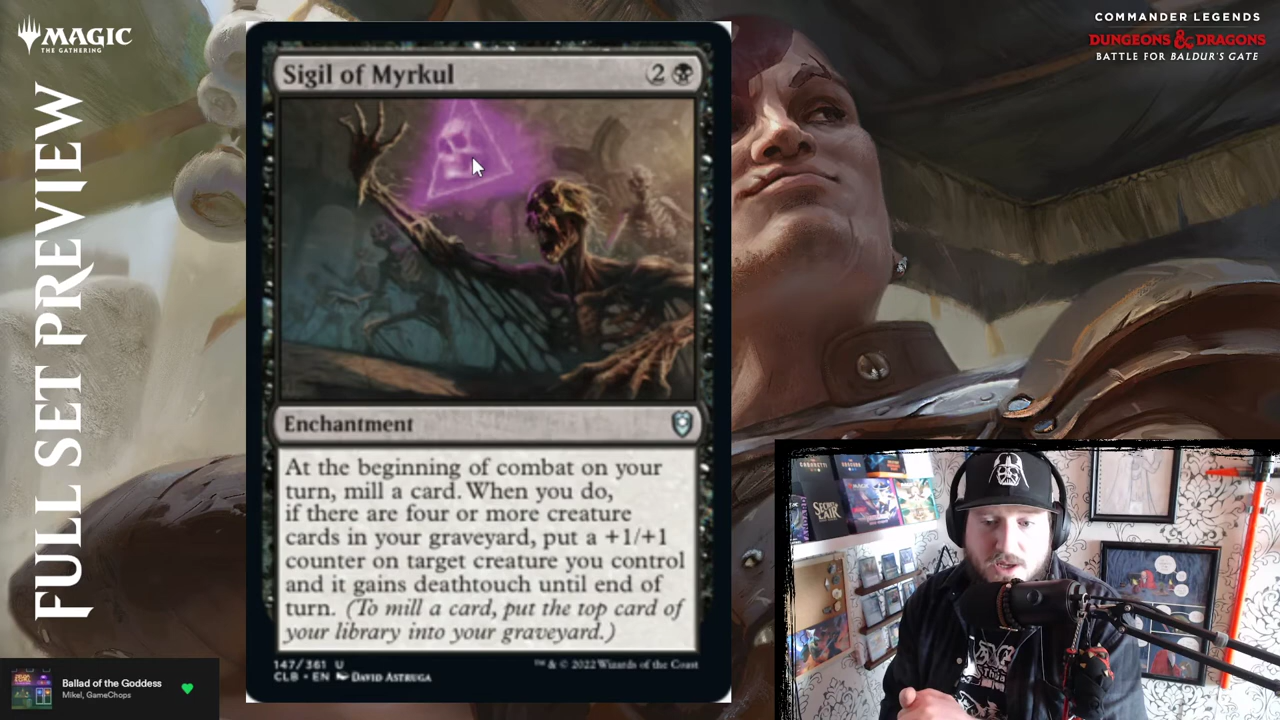 MAGIC
THE GATHERING
FULL SET PREVIEW
COMMANDER LEGENDS
DUNGEONS & DRAGONS
BATTLE FOR BALDUR'S GATE
Sigil of Myrkul
2
Enchantment
At the beginning of combat on your
turn, mill a card. When you do,
if there are four or more creature
cards in your graveyard, put a +1/+1
counter on target creature you control
and it gains deathtouch until end of
turn. (To mill a card, put the top card of
your library into your graveyard.)
147/361 U
CLB • EN DAVID ASTRUGA
™ & © 2022 Wizards of the Coast
Ballad of the Goddess
Mikel, GameChops